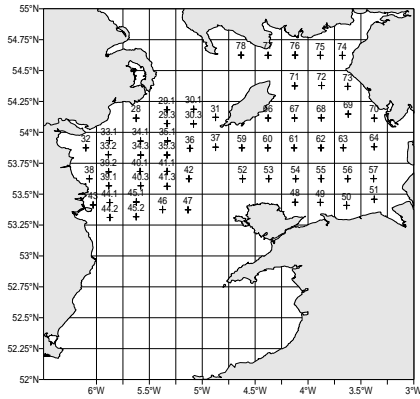 55°N
78 77 76 75 74
54.75°N
71 72 73
54.5°N
29.1 30.1
54.25°N
28 29.3 30.3 31 66 67 68 69 70
54°N
32 33.1 34.1 35.1
33.2 34.3 35.3 36 37 59 60 61 62 63 64
53.75°N
38 39.2 40.1 41.1
39.1 40.3 41.3 42 52 53 54 55 56 57
53.5°N
43 44.1 45.1 46 47 48 49 50 51
44.2 45.2
53.25°N
53°N
52.75°N
52.5°N
52.25°N
52°N
6°W 5.5°W 5°W 4.5°W 4°W 3.5°W 3°W